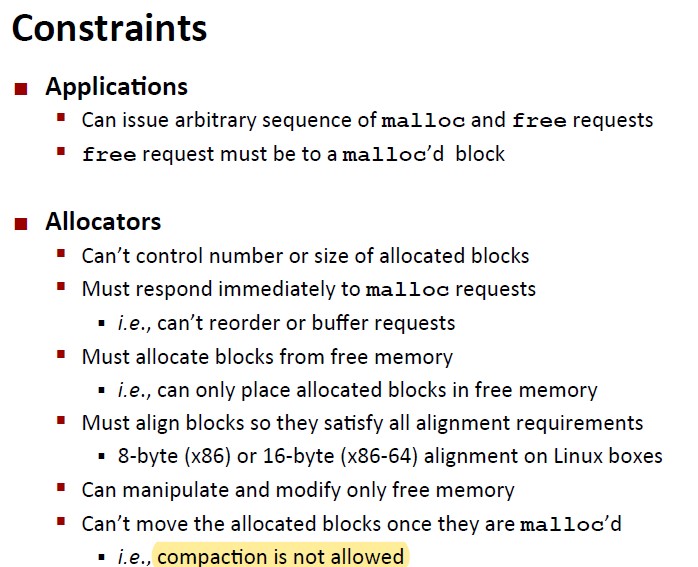 Constraints
Applications
Can issue arbitrary sequence of malloc and free requests
free request must be to a malloc’d block
Allocators
Can’t control number or size of allocated blocks
Must respond immediately to malloc requests
i.e., can’t reorder or buffer requests
Must allocate blocks from free memory
i.e., can only place allocated blocks in free memory
Must align blocks so they satisfy all alignment requirements
8-byte (x86) or 16-byte (x86-64) alignment on Linux boxes
Can manipulate and modify only free memory
Can’t move the allocated blocks once they are malloc’d
i.e., compaction is not allowed